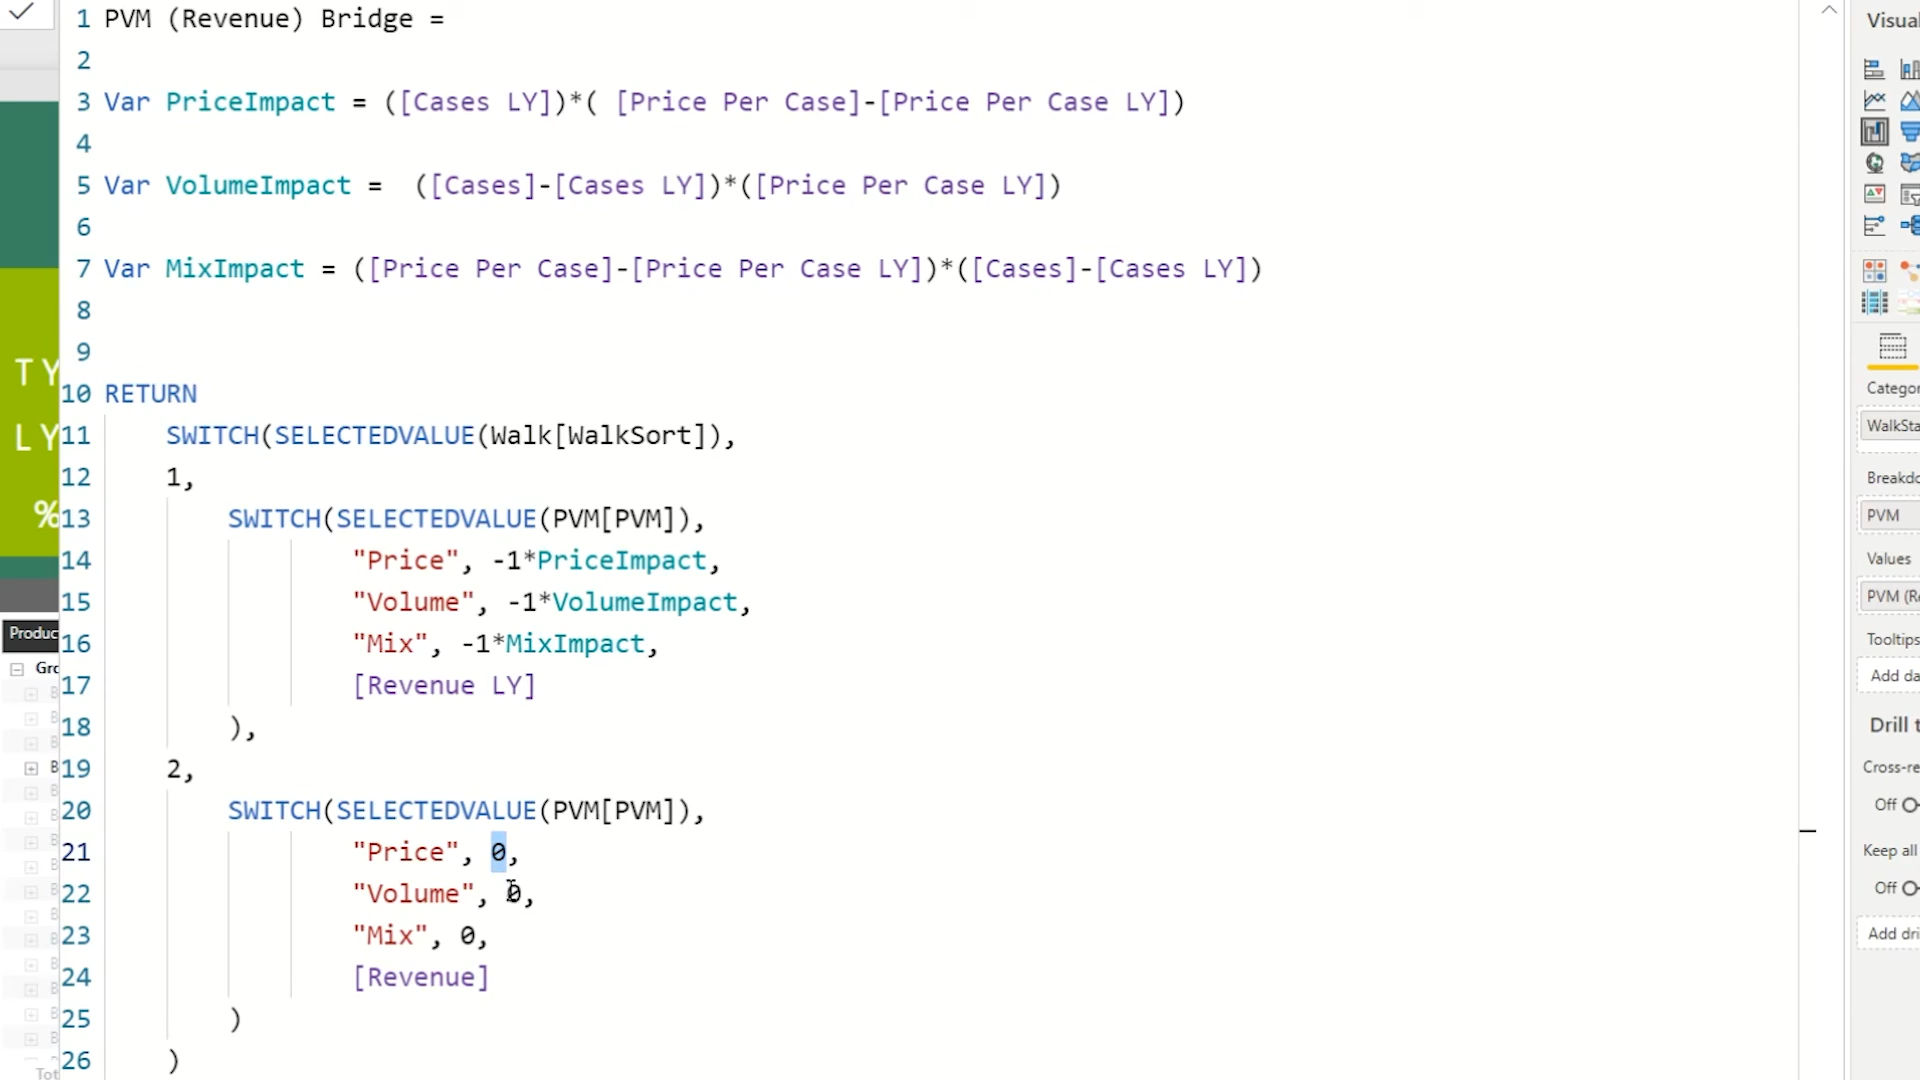 1 PVM (Revenue) Bridge =
2
3 Var PriceImpact = ([Cases LY])*( [Price Per Case]-[Price Per Case LY])
4
5 Var VolumeImpact =  ([Cases]-[Cases LY])*([Price Per Case LY])
6
7 Var MixImpact = ([Price Per Case]-[Price Per Case LY])*([Cases]-[Cases LY])
8
9
10 RETURN
11 SWITCH(SELECTEDVALUE(Walk[WalkSort]),
12 1,
13 SWITCH(SELECTEDVALUE(PVM[PVM]),
14 "Price", -1*PriceImpact,
15 "Volume", -1*VolumeImpact,
16 "Mix", -1*MixImpact,
17 [Revenue LY]
18 ),
19 2,
20 SWITCH(SELECTEDVALUE(PVM[PVM]),
21 "Price", 0,
22 "Volume", 0,
23 "Mix", 0,
24 [Revenue]
25 )
26 )
TY
LY
%
Produc
Gro
Tot
Visual
Categor
WalkSta
Breakdo
PVM
Values
PVM (Re
Tooltips
Add da
Drill t
Cross-re
Off
Keep all
Off
Add dri